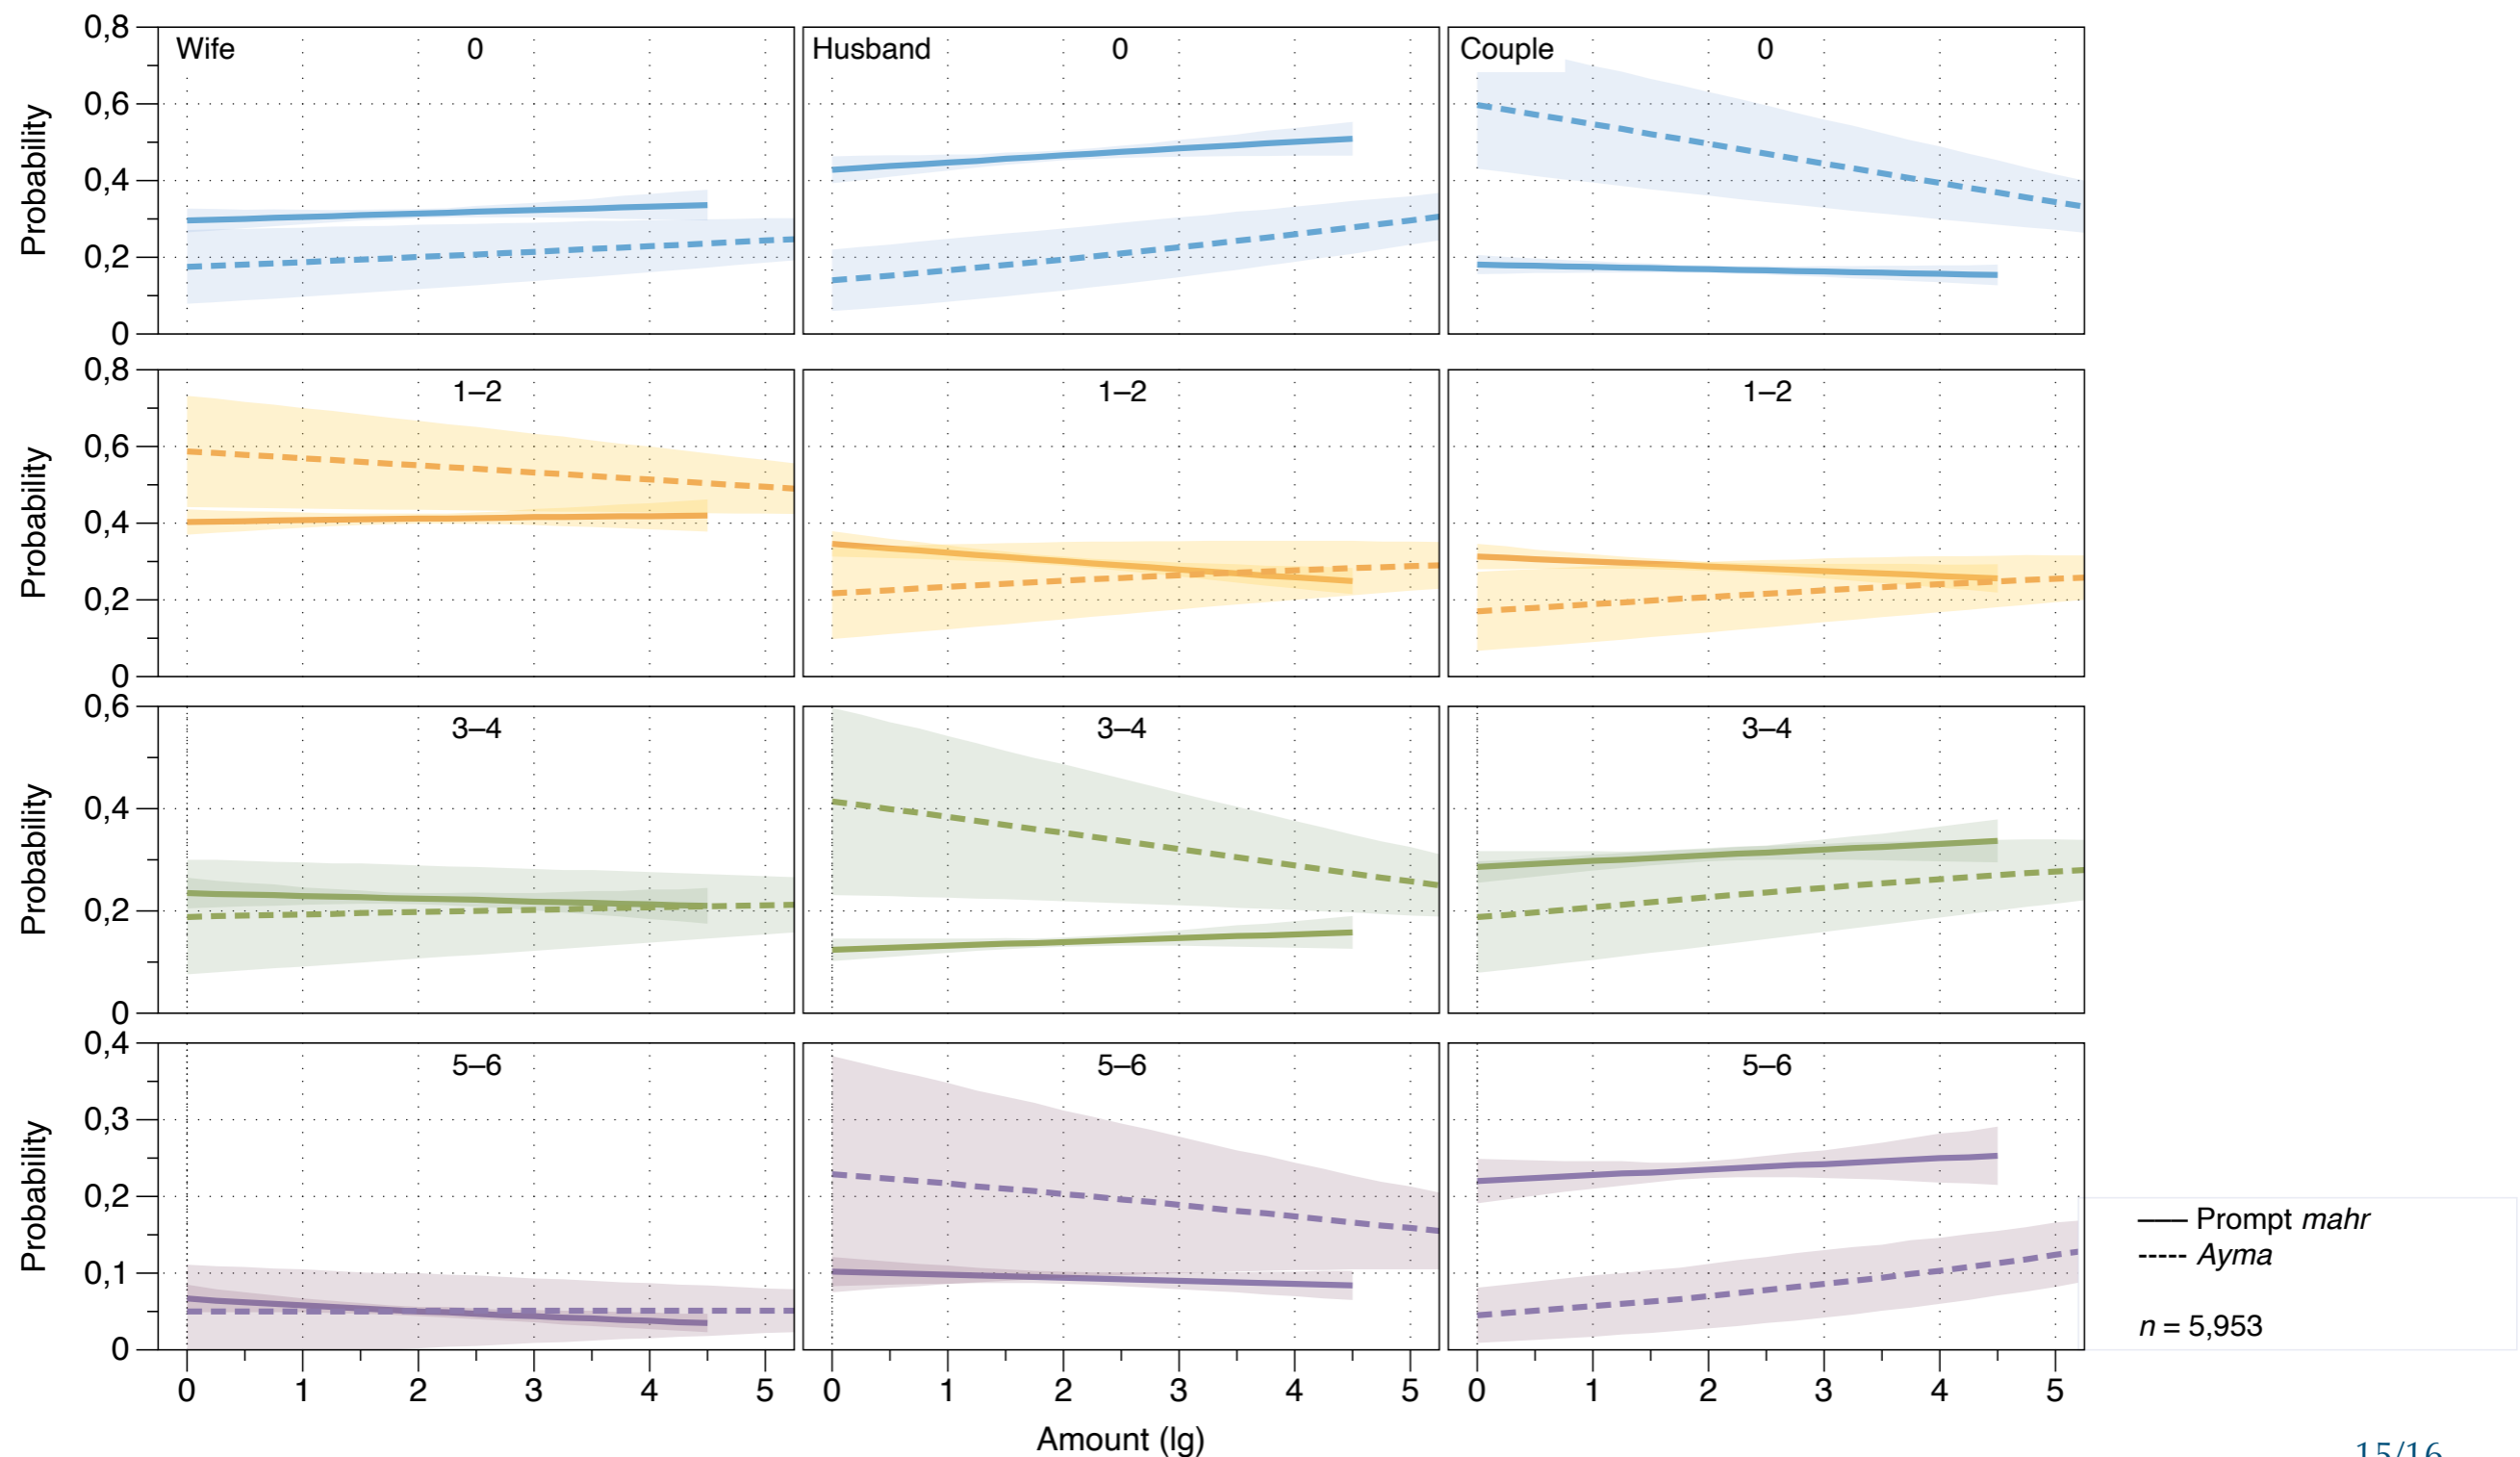 Wife 0 Husband 0 Couple 0
Probability
0,8
0,6
0,4
0,2
0
1–2 1–2 1–2
Probability
0,8
0,6
0,4
0,2
0
3–4 3–4 3–4
Probability
0,6
0,4
0,2
0
5–6 5–6 5–6
Probability
0,4
0,3
0,2
0,1
0
0 1 2 3 4 5 0 1 2 3 4 5 0 1 2 3 4 5
Amount (lg)
Prompt mahr
Ayma
n = 5,953
15/16